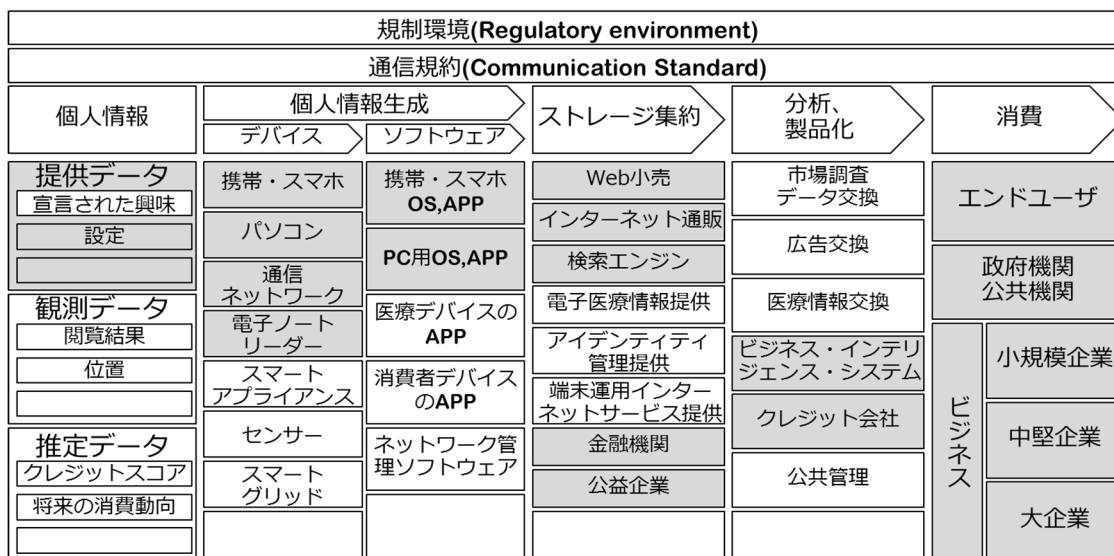 規制環境(Regulatory environment)
通信規約(Communication Standard)
個人情報
個人情報生成
デバイス
ソフトウェア
ストレージ集約
分析、
製品化
消費
提供データ
宣言された興味
設定
観測データ
閲覧結果
位置
推定データ
クレジットスコア
将来の消費動向
携帯・スマホ
パソコン
通信
ネットワーク
電子ノート
リーダー
スマート
アプライアンス
センサー
スマート
グリッド
携帯・スマホ
OS,APP
PC用OS,APP
医療デバイスの
APP
消費者デバイス
のAPP
ネットワーク管
理ソフトウェア
Web小売
インターネット通販
検索エンジン
電子医療情報提供
アイデンティティ
管理提供
端末運用インター
ネットサービス提供
金融機関
公益企業
市場調査
データ交換
広告交換
医療情報交換
ビジネス・インテリ
ジェンス・システム
クレジット会社
公共管理
エンドユーザ
政府機関
公共機関
ビジネス
小規模企業
中堅企業
大企業